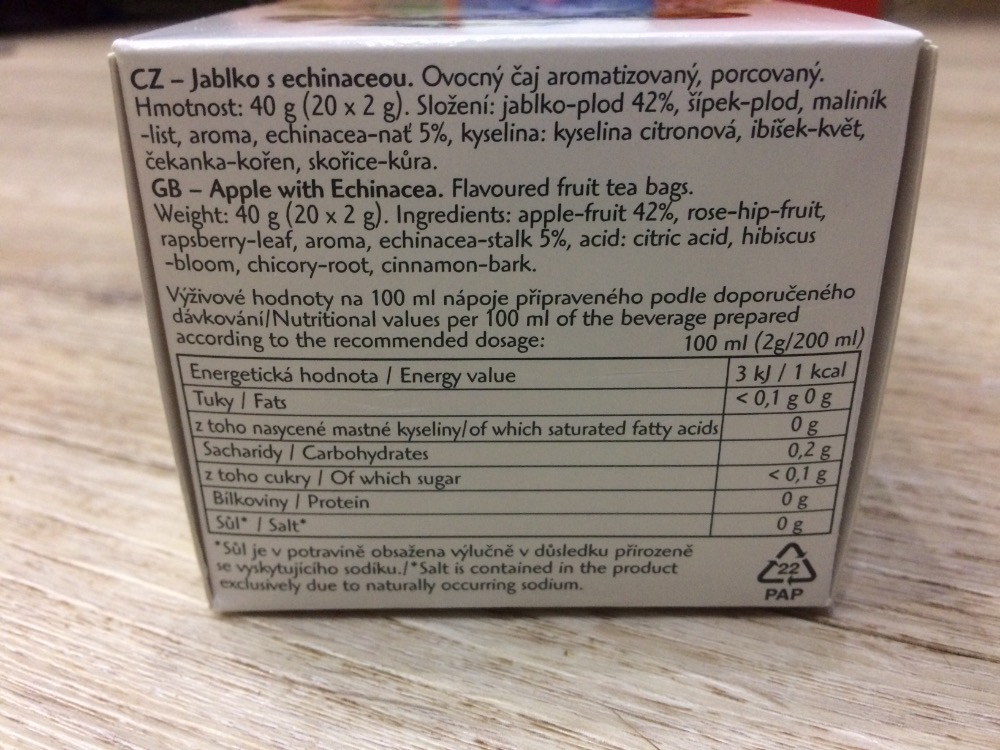 CZ – Jablko s echinaceou. Ovocný čaj aromatizovaný, porcovaný.
Hmotnost: 40 g (20 x 2 g). Složení: jablko-plod 42%, šípek-plod, maliník
-list, aroma, echinacea-nať 5%, kyselina: kyselina citronová, ibišek-květ,
čekanka-kořen, skořice-kůra.
GB – Apple with Echinacea. Flavoured fruit tea bags.
Weight: 40 g (20 x 2 g). Ingredients: apple-fruit 42%, rose-hip-fruit,
rapsberry-leaf, aroma, echinacea-stalk 5%, acid: citric acid, hibiscus
-bloom, chicory-root, cinnamon-bark.
Výživové hodnoty na 100 ml nápoje připraveného podle doporučeného
dávkování/Nutritional values per 100 ml of the beverage prepared
according to the recommended dosage: 100 ml (2g/200 ml)
Energetická hodnota / Energy value 3 kJ / 1 kcal
Tuky / Fats < 0,1 g 0 g
z toho nasycené mastné kyseliny/of which saturated fatty acids 0 g
Sacharidy / Carbohydrates 0,2 g
z toho cukry / Of which sugar < 0,1 g
Bílkoviny / Protein 0 g
Sůl* / Salt* 0 g
*Sůl je v potravině obsažena výlučně v důsledku přirozeně
se vyskytujícího sodíku./*Salt is contained in the product
exclusively due to naturally occurring sodium.
22
PAP